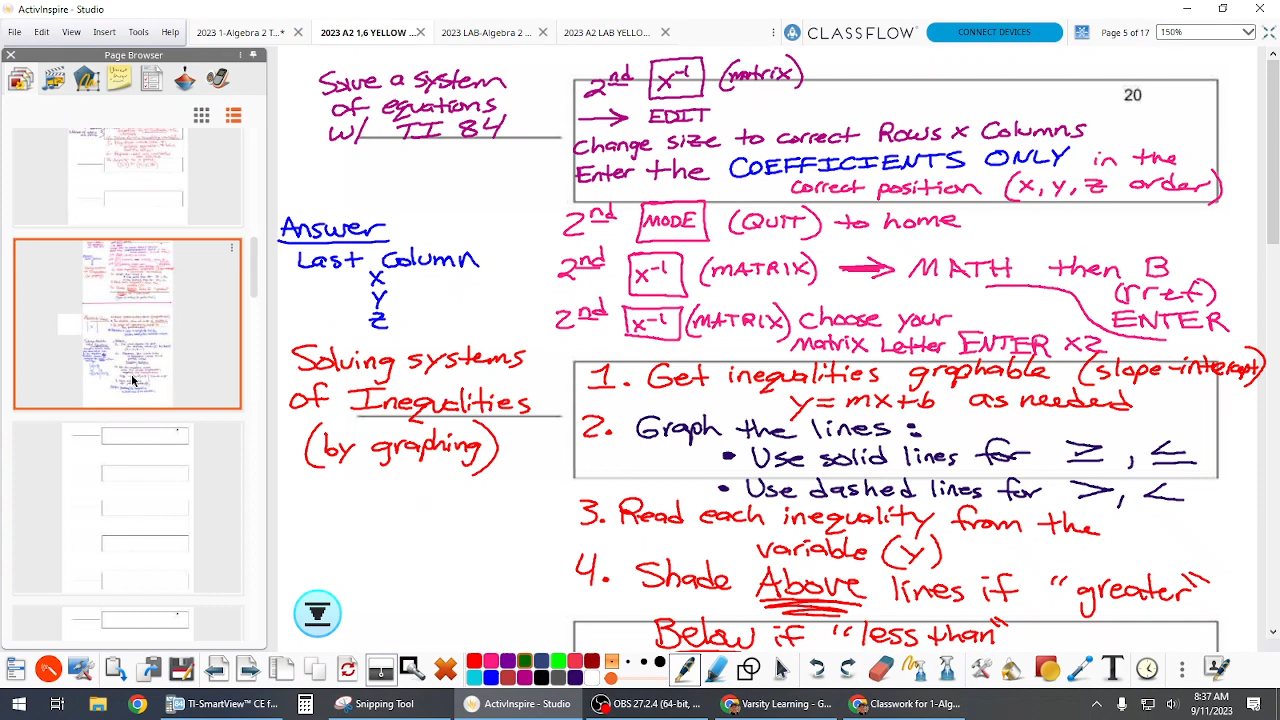 ActivInspire - Studio
File Edit View Insert Tools Help
2023 1-Algebra 2 T...*
2023 A2 1,6 YELLOW ...
2023 LAB-Algebra 2 ...
2023 A2 LAB YELLO...
CLASSFLOW
CONNECT DEVICES
Page 5 of 17
150%
Page Browser
Solve a system
of equations
w/ TI 84
20
2nd x⁻¹ (matrix)
→ EDIT
Change size to correct Rows x Columns
Enter the COEFFICIENTS ONLY in the
correct position (x, y, z order)
2nd MODE (QUIT) to home
2nd x⁻¹ (MATRIX) → MATH then B
(rref)
ENTER
2nd x⁻¹ (MATRIX) Choose your
Matrix Letter ENTER x2
Answer
Last Column
x
y
z
Solving systems
of Inequalities
(by graphing)
1. Get inequalities graphable (slope-intercept)
y=mx+b as needed
2. Graph the lines:
• Use solid lines for ≥, ≤
• Use dashed lines for >, <
3. Read each inequality from the
variable (y)
4. Shade Above lines if "greater"
Below if "less than"
TI-SmartView™ CE f...
Snipping Tool
ActivInspire - Studio
OBS 27.2.4 (64-bit, ...
Varsity Learning - G...
Classwork for 1-Alg...
8:37 AM
9/11/2023